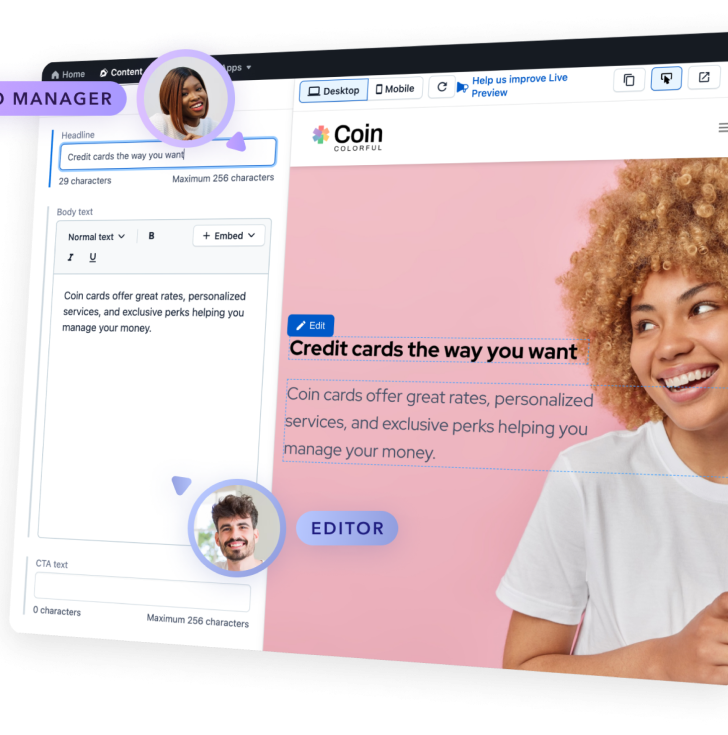 Home
Content
Apps
D MANAGER
Headline
Credit cards the way you want
29 characters
Maximum 256 characters
Body text
Normal text
B
+ Embed
I
U
Coin cards offer great rates, personalized
services, and exclusive perks helping you
manage your money.
CTA text
0 characters
Maximum 256 characters
Desktop
Mobile
Help us improve Live
Preview
Coin
COLORFUL
Edit
Credit cards the way you want
Coin cards offer great rates, personalized
services, and exclusive perks helping you
manage your money.
EDITOR